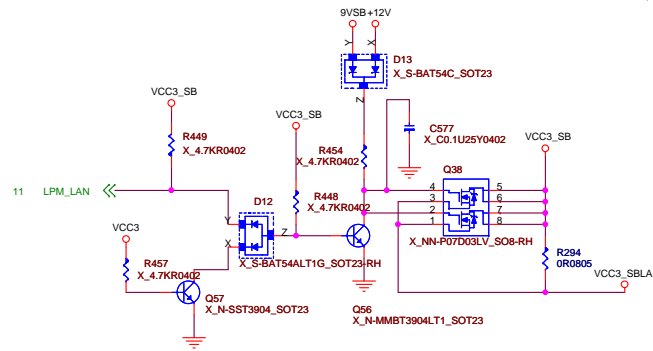 9VSB +12V
Y
X
D13
X_S-BAT54C_SOT23
Z
VCC3_SB
R449
X_4.7KR0402
VCC3_SB
R454
X_4.7KR0402
C577
X_C0.1U25Y0402
VCC3_SB
Q38
4
3
2
1
5
6
7
8
X_NN-P07D03LV_SO8-RH
11
LPM_LAN
D12
Y
X
Z
X_S-BAT54ALT1G_SOT23-RH
R448
X_4.7KR0402
VCC3
R457
X_4.7KR0402
Q57
X_N-SST3904_SOT23
Q56
X_N-MMBT3904LT1_SOT23
R294
0R0805
VCC3_SBLA